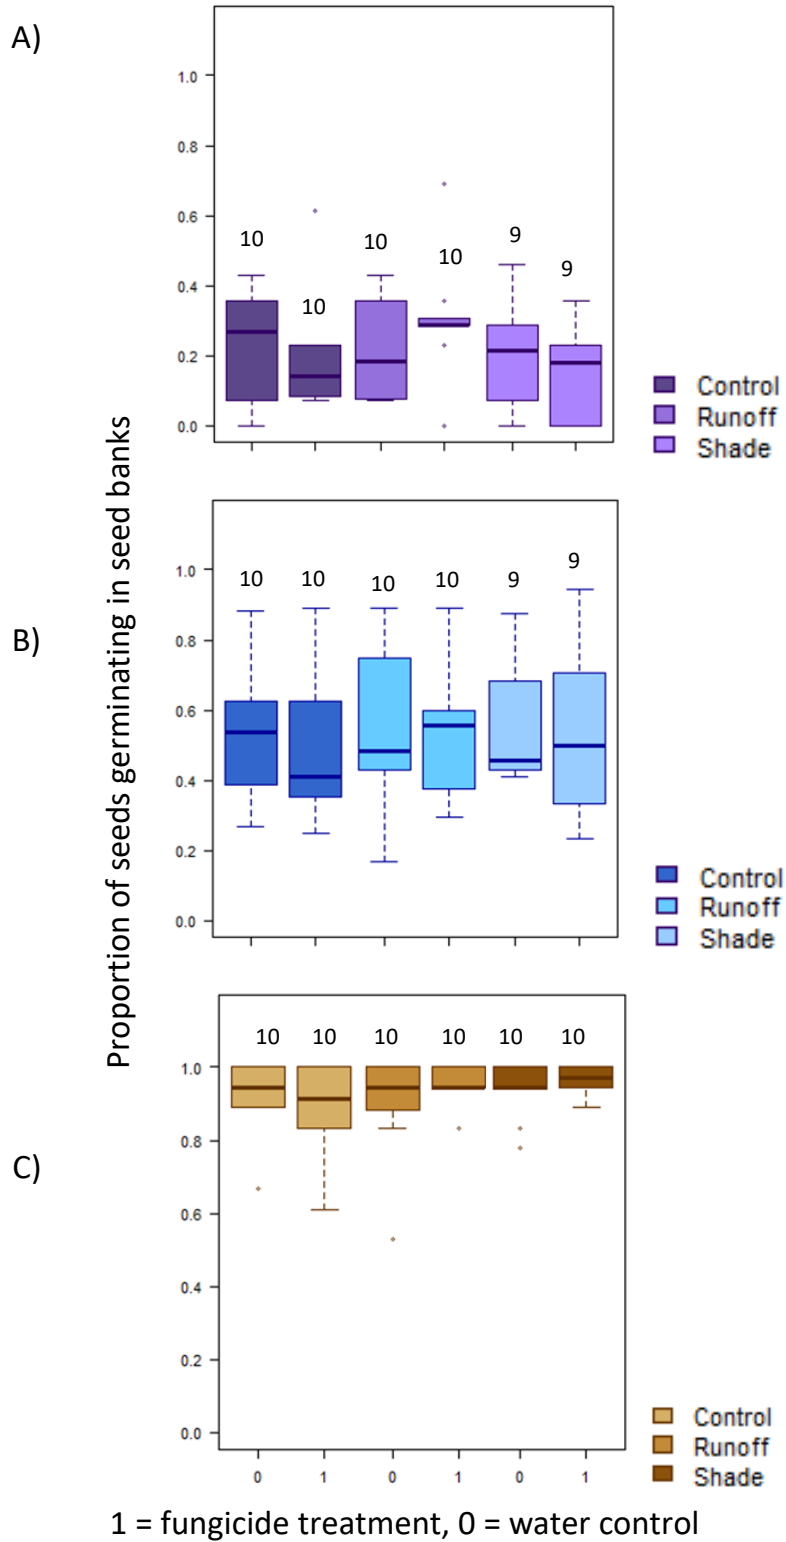 A)
1.0
0.8
0.6
0.4
0.2
0.0
10
10
10
10
9
9
Control
Runoff
Shade
Proportion of seeds germinating in seed banks
B)
1.0
0.8
0.6
0.4
0.2
0.0
10
10
10
10
9
9
Control
Runoff
Shade
C)
1.0
0.8
0.6
0.4
0.2
0.0
10
10
10
10
10
10
Control
Runoff
Shade
0 1 0 1 0 1
1 = fungicide treatment, 0 = water control